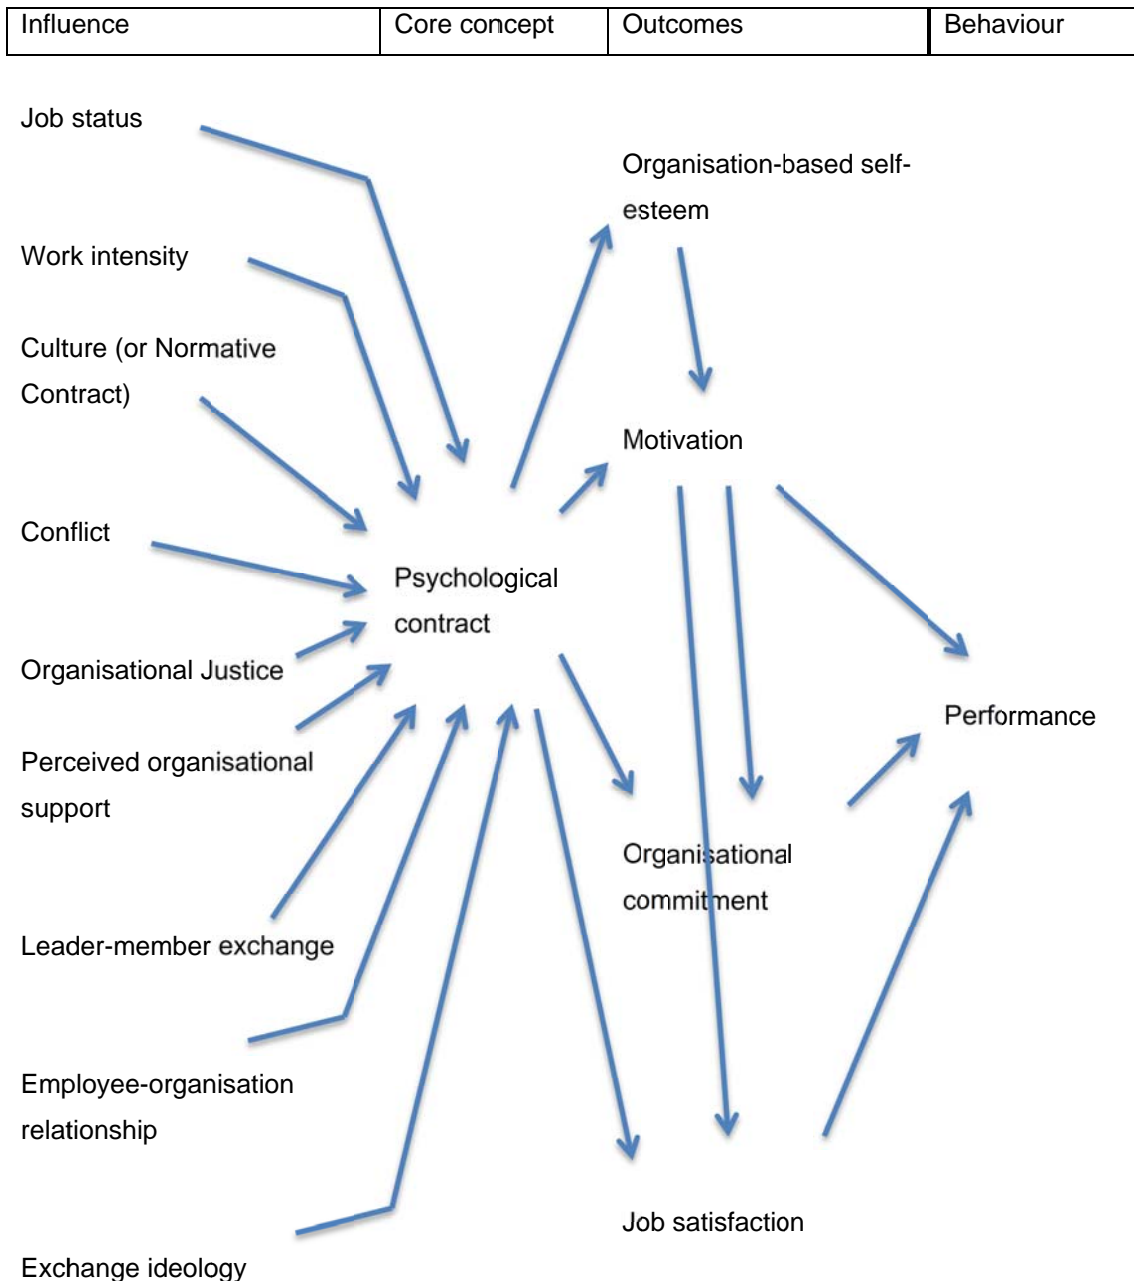 Influence
Core concept
Outcomes
Behaviour
Job status
Organisation-based self-
esteem
Work intensity
Culture (or Normative
Contract)
Motivation
Conflict
Psychological
contract
Organisational Justice
Performance
Perceived organisational
support
Organisational
commitment
Leader-member exchange
Employee-organisation
relationship
Job satisfaction
Exchange ideology